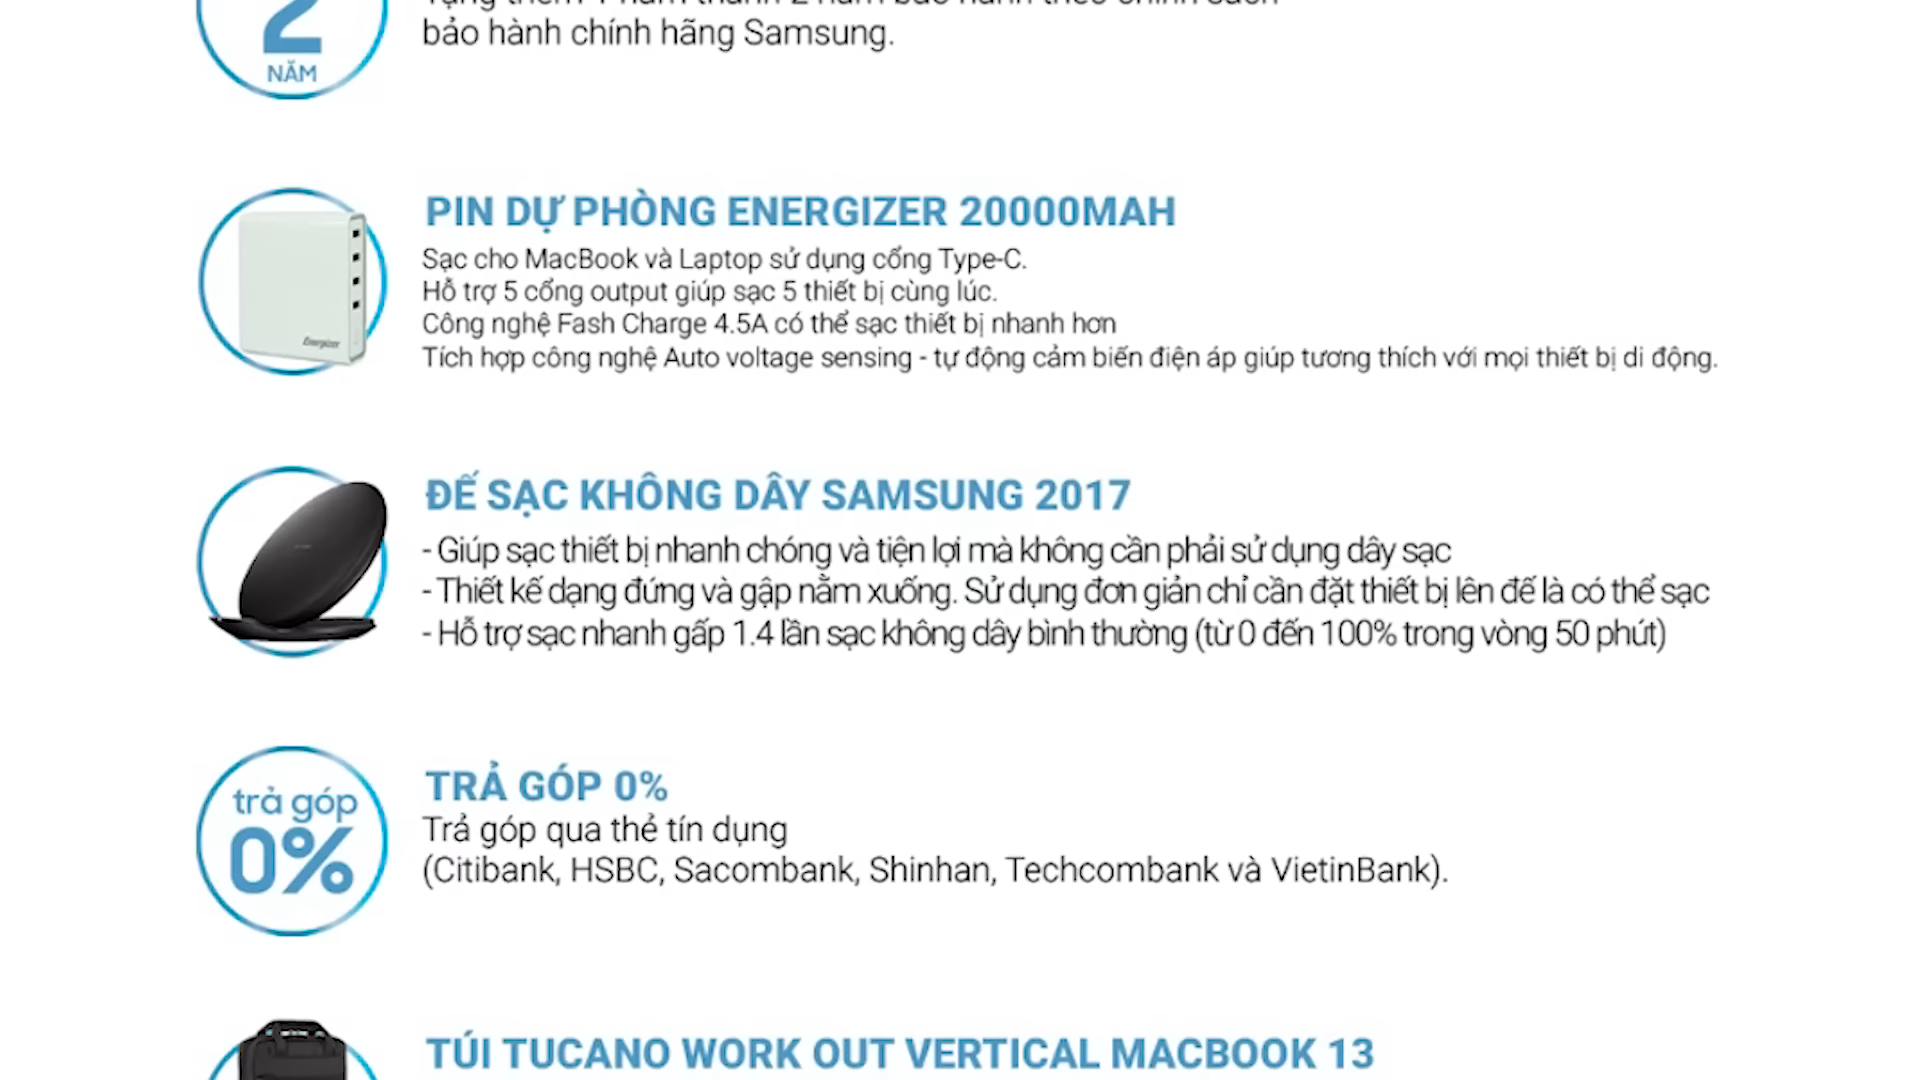 2
NĂM
bảo hành chính hãng Samsung.
Energizer
PIN DỰ PHÒNG ENERGIZER 20000MAH
Sạc cho MacBook và Laptop sử dụng cổng Type-C.
Hỗ trợ 5 cổng output giúp sạc 5 thiết bị cùng lúc.
Công nghệ Fash Charge 4.5A có thể sạc thiết bị nhanh hơn
Tích hợp công nghệ Auto voltage sensing - tự động cảm biến điện áp giúp tương thích với mọi thiết bị di động.
ĐẾ SẠC KHÔNG DÂY SAMSUNG 2017
- Giúp sạc thiết bị nhanh chóng và tiện lợi mà không cần phải sử dụng dây sạc
- Thiết kế dạng đứng và gập nằm xuống. Sử dụng đơn giản chỉ cần đặt thiết bị lên đế là có thể sạc
- Hỗ trợ sạc nhanh gấp 1.4 lần sạc không dây bình thường (từ 0 đến 100% trong vòng 50 phút)
trả góp
0%
TRẢ GÓP 0%
Trả góp qua thẻ tín dụng
(Citibank, HSBC, Sacombank, Shinhan, Techcombank và VietinBank).
TÚI TUCANO WORK OUT VERTICAL MACBOOK 13